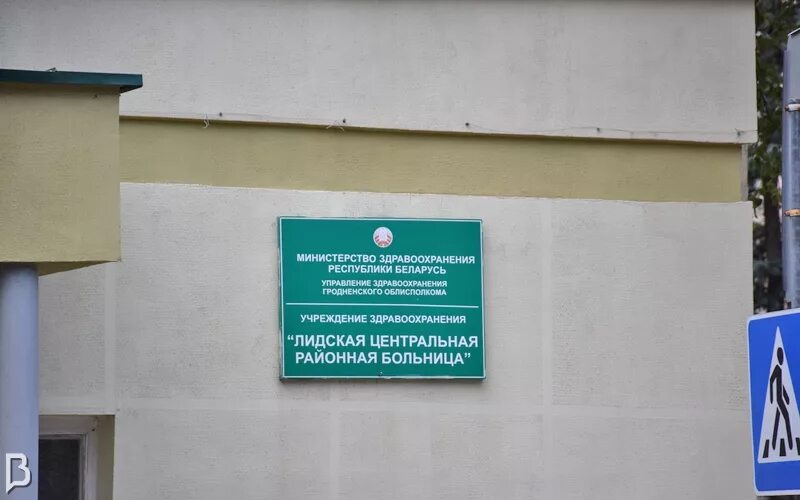 МИНИСТЕРСТВО ЗДРАВООХРАНЕНИЯ
РЕСПУБЛИКИ БЕЛАРУСЬ
УПРАВЛЕНИЕ ЗДРАВООХРАНЕНИЯ
ГРОДНЕНСКОГО ОБЛИСПОЛКОМА
УЧРЕЖДЕНИЕ ЗДРАВООХРАНЕНИЯ
“ЛИДСКАЯ ЦЕНТРАЛЬНАЯ
РАЙОННАЯ БОЛЬНИЦА”